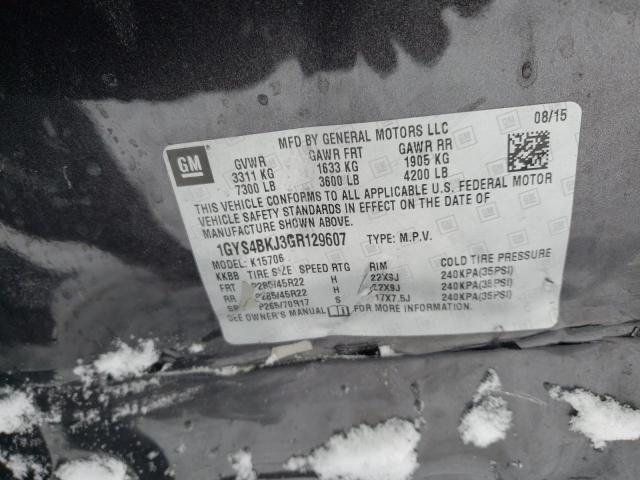 MFD BY GENERAL MOTORS LLC 08/15
GM
GVWR GAWR FRT GAWR RR
3311 KG 1633 KG 1905 KG
7300 LB 3600 LB 4200 LB
THIS VEHICLE CONFORMS TO ALL APPLICABLE U.S. FEDERAL MOTOR
VEHICLE SAFETY STANDARDS IN EFFECT ON THE DATE OF
MANUFACTURE SHOWN ABOVE.
1GYS4BKJ3GR129607 TYPE: M.P.V.
MODEL: K15706
KKBB TIRE SIZE SPEED RTG RIM COLD TIRE PRESSURE
FRT P285/45R22 H 22X9J 240KPA(35PSI)
RR P285/45R22 H 22X9J 240KPA(35PSI)
SP P265/70R17 S 17X7.5J 240KPA(35PSI)
SEE OWNER'S MANUAL FOR MORE INFORMATION.